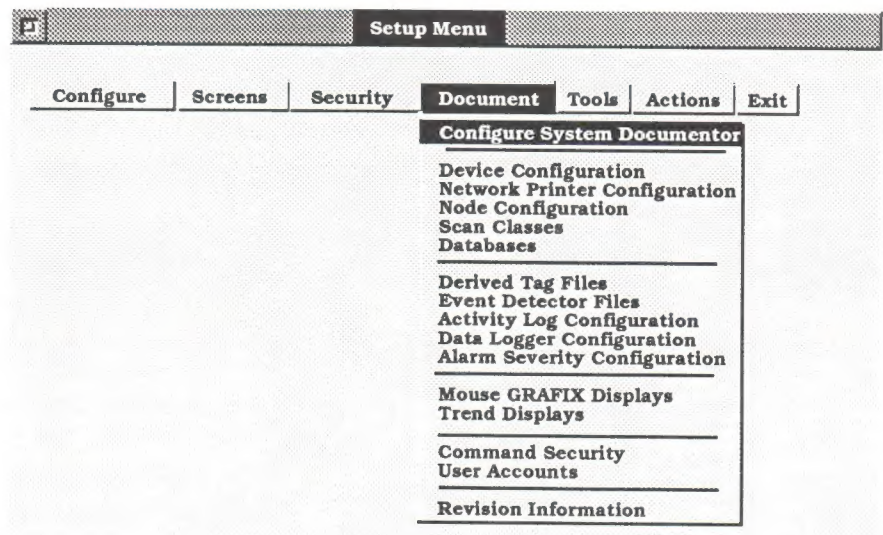 Setup Menu
Configure Screens Security Document Tools Actions Exit
Configure System Documentor
Device Configuration
Network Printer Configuration
Node Configuration
Scan Classes
Databases
Derived Tag Files
Event Detector Files
Activity Log Configuration
Data Logger Configuration
Alarm Severity Configuration
Mouse GRAFIX Displays
Trend Displays
Command Security
User Accounts
Revision Information